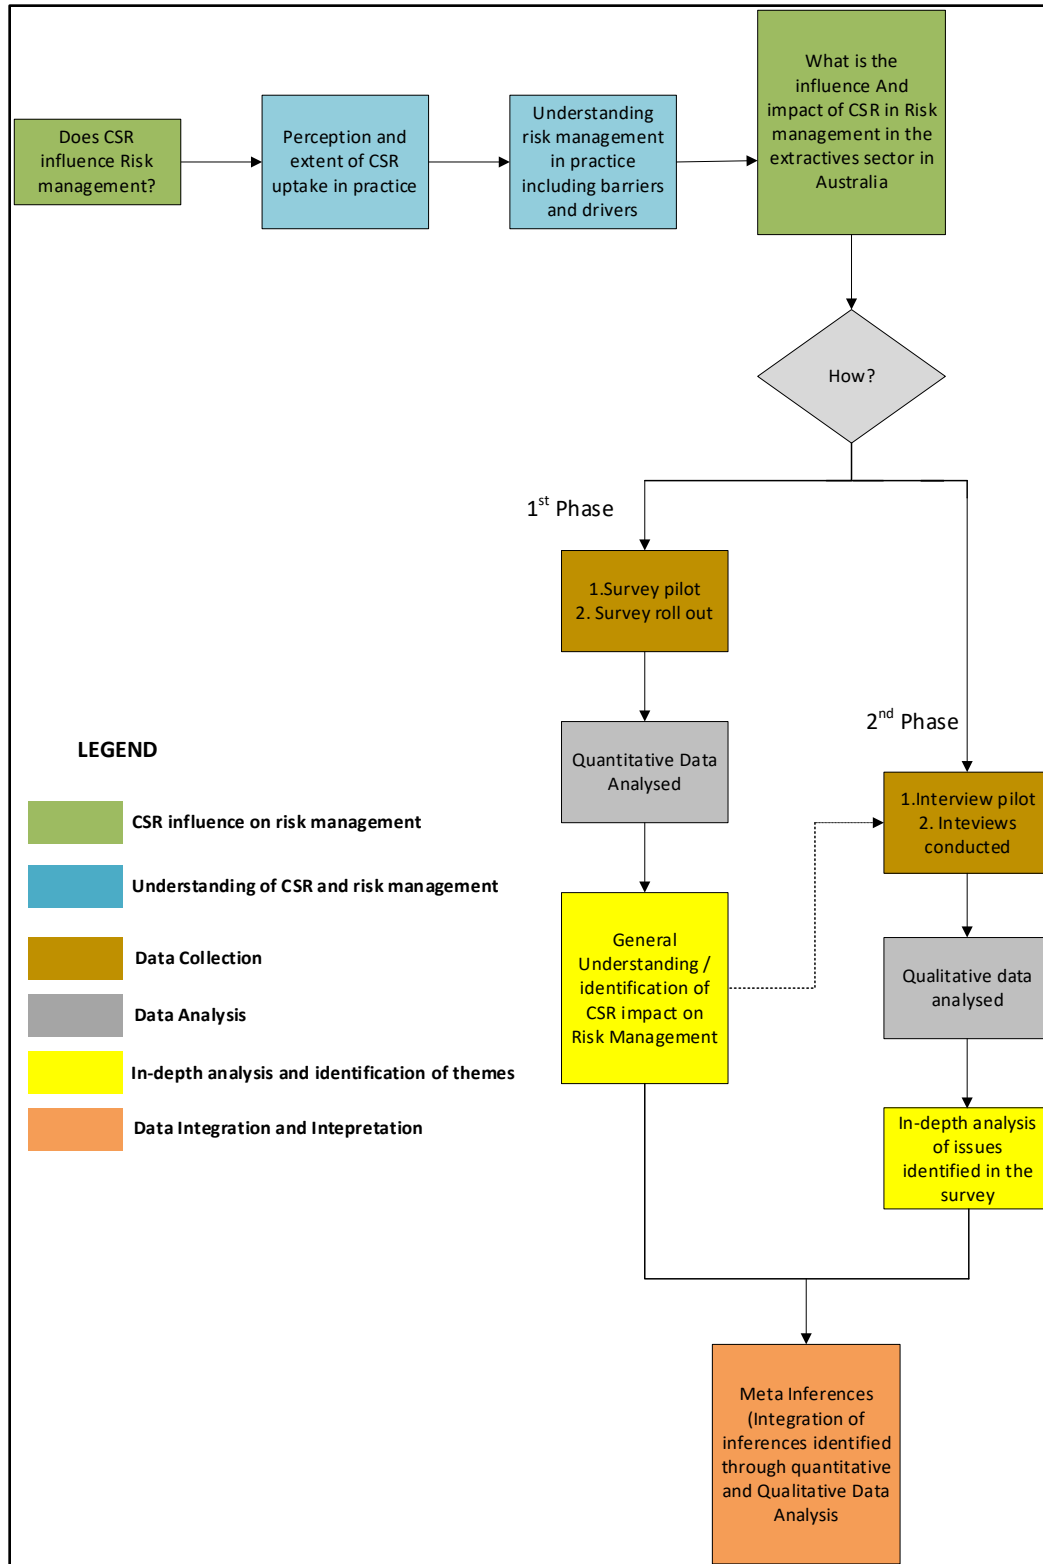 Does CSR
influence Risk
management?
Perception and
extent of CSR
uptake in practice
Understanding
risk management
in practice
including barriers
and drivers
What is the
influence And
impact of CSR in Risk
management in the
extractives sector in
Australia
How?
1st Phase
1.Survey pilot
2. Survey roll out
Quantitative Data
Analysed
General
Understanding /
identification of
CSR impact on
Risk Management
2nd Phase
1.Interview pilot
2. Inteviews
conducted
Qualitative data
analysed
In-depth analysis
of issues
identified in the
survey
Meta Inferences
(Integration of
inferences identified
through quantitative
and Qualitative Data
Analysis
LEGEND
CSR influence on risk management
Understanding of CSR and risk management
Data Collection
Data Analysis
In-depth analysis and identification of themes
Data Integration and Intepretation